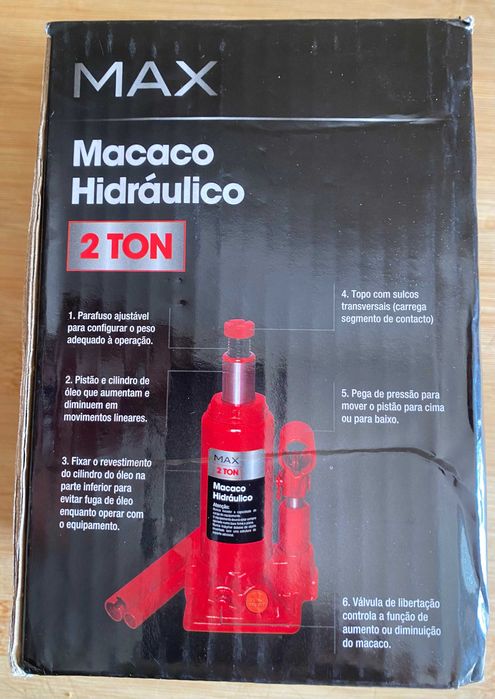 MAX
Macaco
Hidráulico
2 TON
1. Parafuso ajustável
para configurar o peso
adequado à operação.
2. Pistão e cilindro de
óleo que aumentam e
diminuem em
movimentos lineares.
3. Fixar o revestimento
do cilindro do óleo na
parte inferior para
evitar fuga de óleo
enquanto operar com
o equipamento.
4. Topo com sulcos
transversais (carrega
segmento de contacto)
5. Pega de pressão para
mover o pistão para cima
ou para baixo.
6. Válvula de libertação
controla a função de
aumento ou diminuição
do macaco.
MAX
2 TON
Macaco
Hidráulico
Atenção: